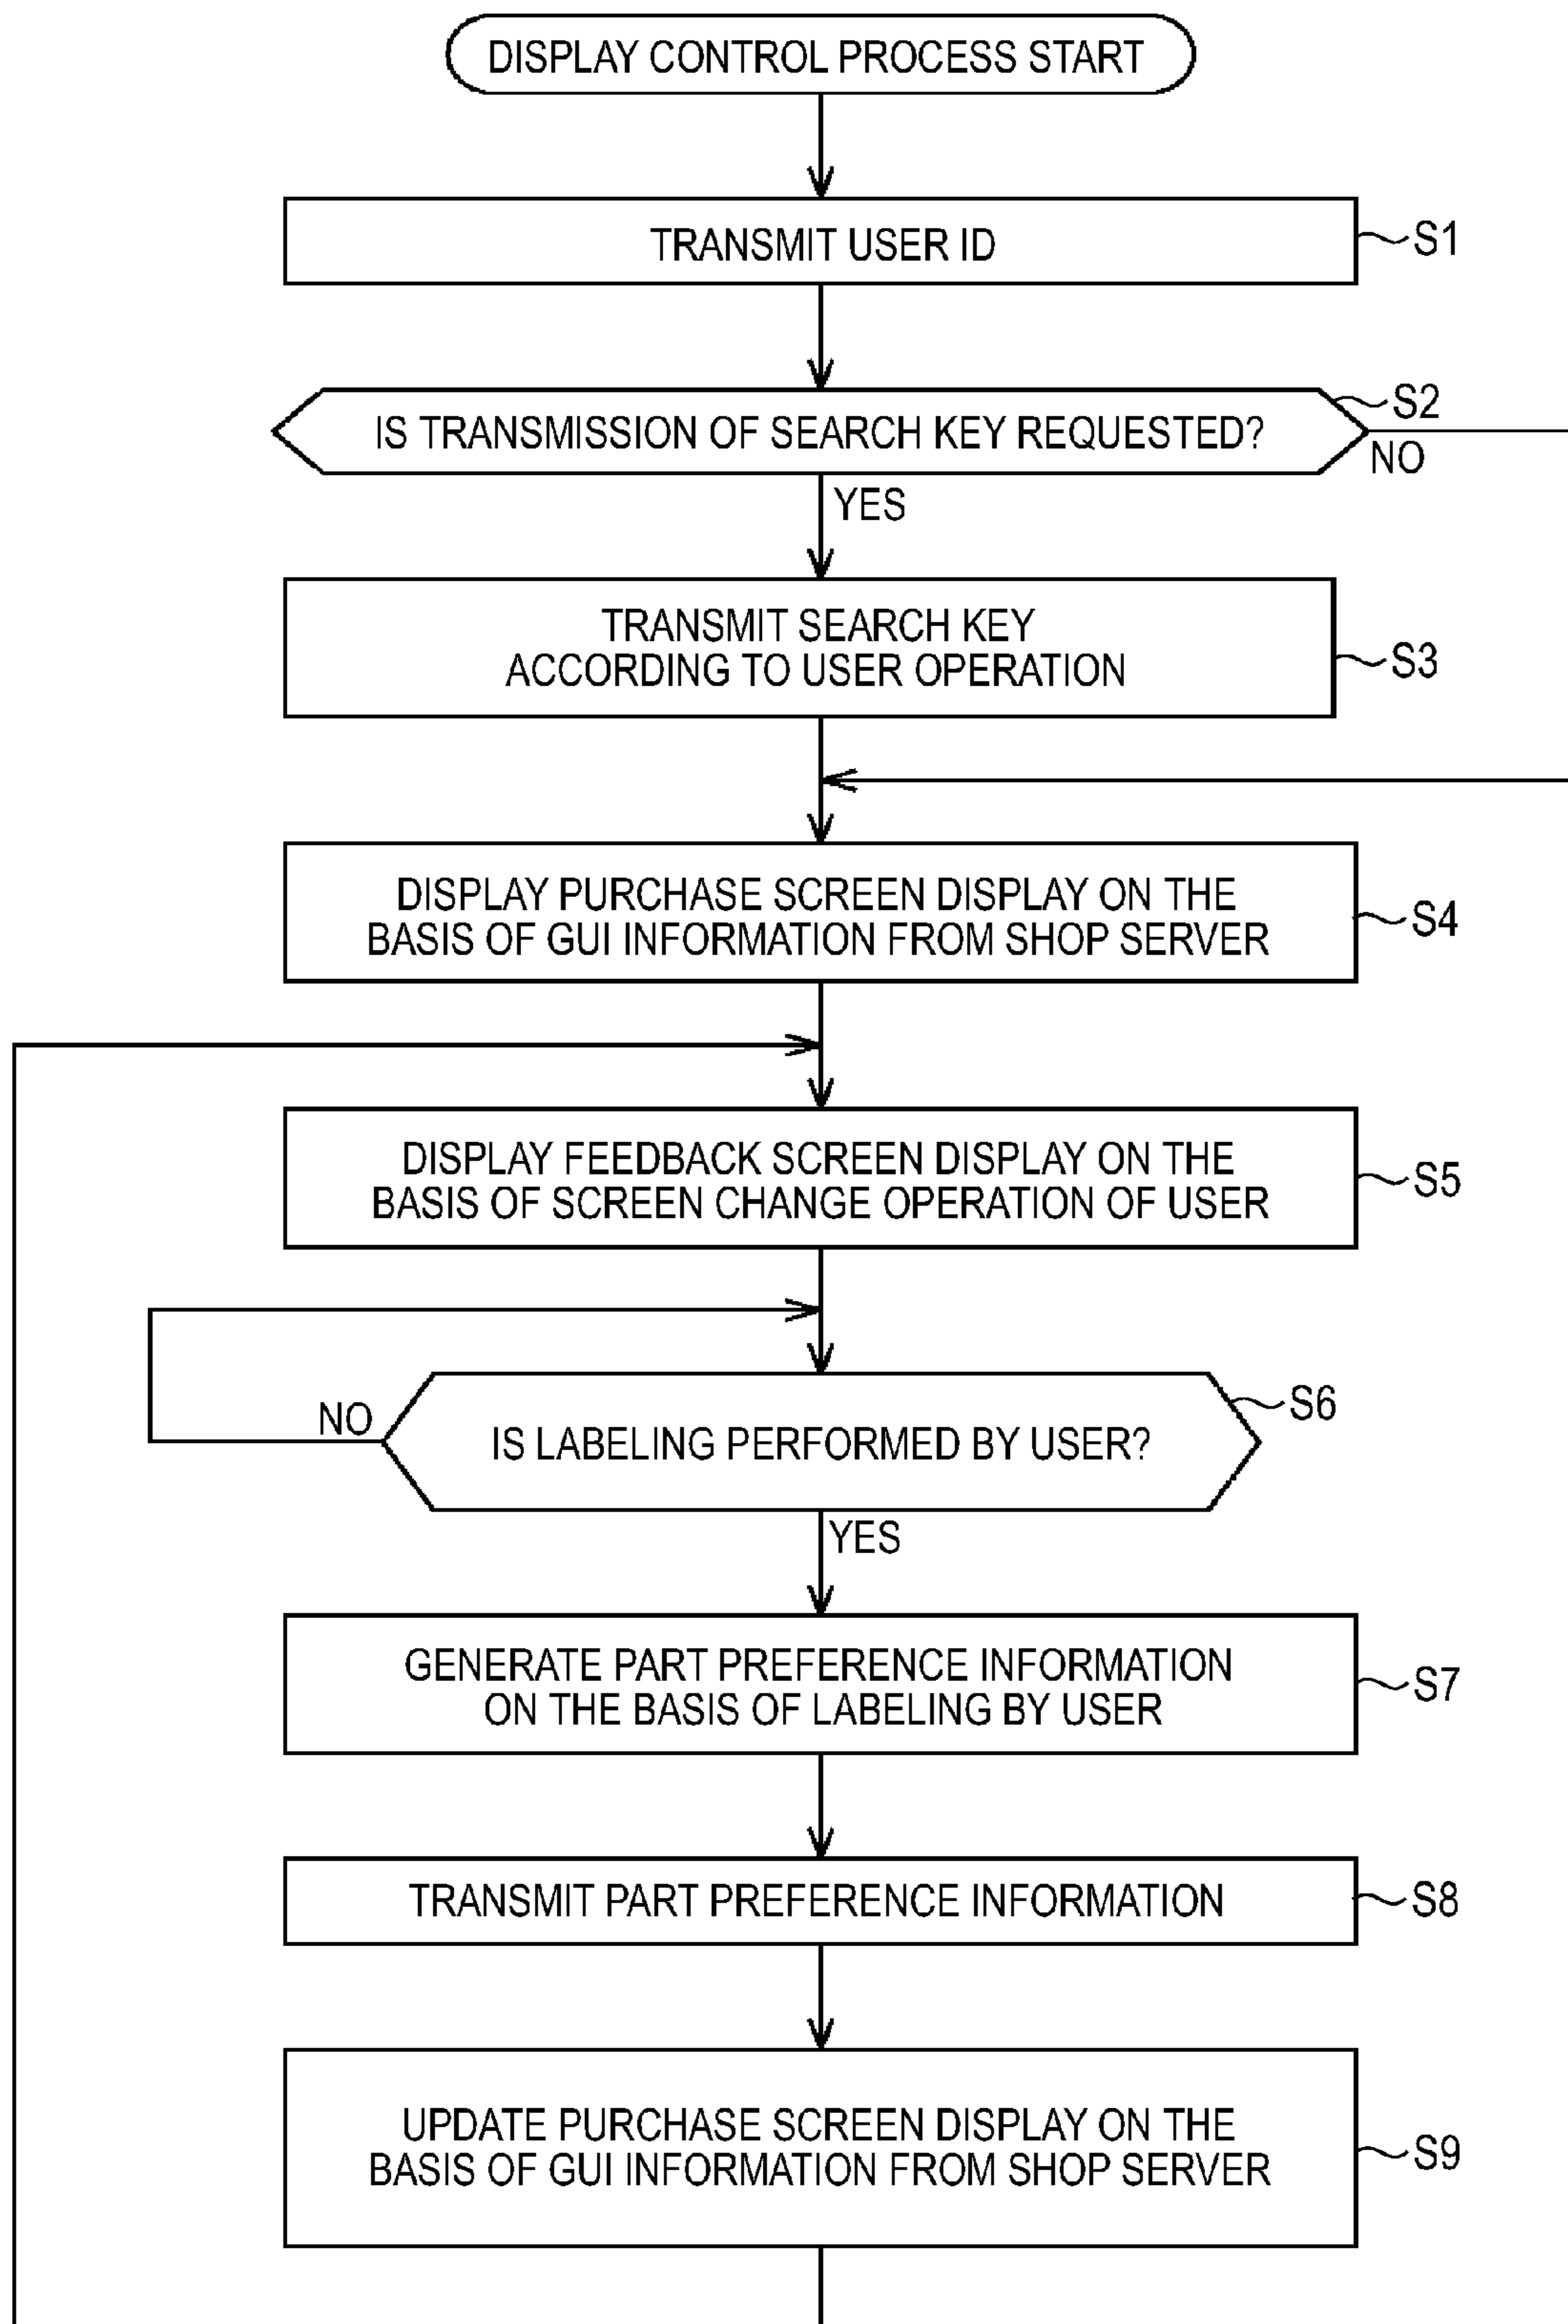 DISPLAY CONTROL PROCESS START
TRANSMIT USER ID
S1
IS TRANSMISSION OF SEARCH KEY REQUESTED?
S2
NO
YES
TRANSMIT SEARCH KEY
ACCORDING TO USER OPERATION
S3
DISPLAY PURCHASE SCREEN DISPLAY ON THE
BASIS OF GUI INFORMATION FROM SHOP SERVER
S4
DISPLAY FEEDBACK SCREEN DISPLAY ON THE
BASIS OF SCREEN CHANGE OPERATION OF USER
S5
NO
IS LABELING PERFORMED BY USER?
S6
YES
GENERATE PART PREFERENCE INFORMATION
ON THE BASIS OF LABELING BY USER
S7
TRANSMIT PART PREFERENCE INFORMATION
S8
UPDATE PURCHASE SCREEN DISPLAY ON THE
BASIS OF GUI INFORMATION FROM SHOP SERVER
S9